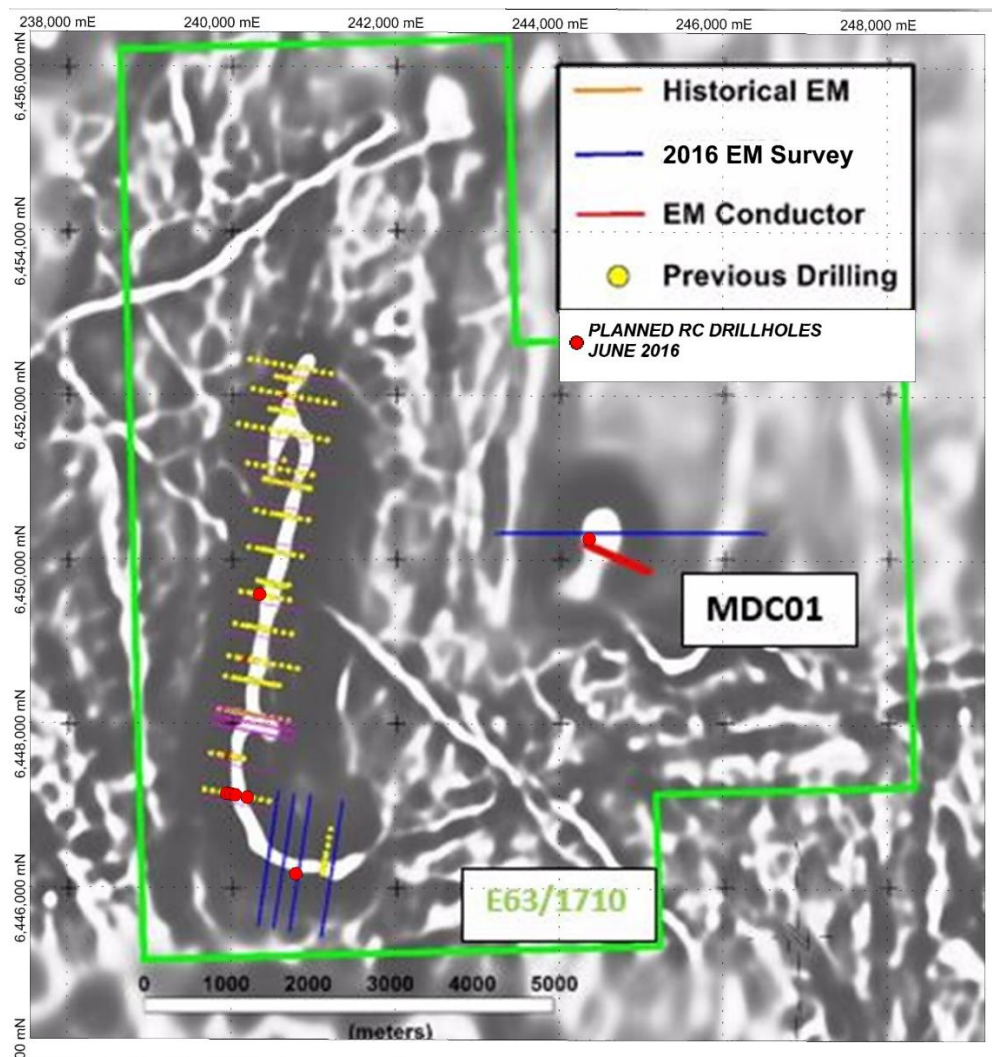 238,000 mE
240,000 mE
242,000 mE
244,000 mE
246,000 mE
248,000 mE
6,456,000 mN
6,454,000 mN
6,452,000 mN
6,450,000 mN
6,448,000 mN
6,446,000 mN
00 mN
Historical EM
2016 EM Survey
EM Conductor
Previous Drilling
PLANNED RC DRILLHOLES
JUNE 2016
MDC01
E63/1710
0 1000 2000 3000 4000 5000
(meters)